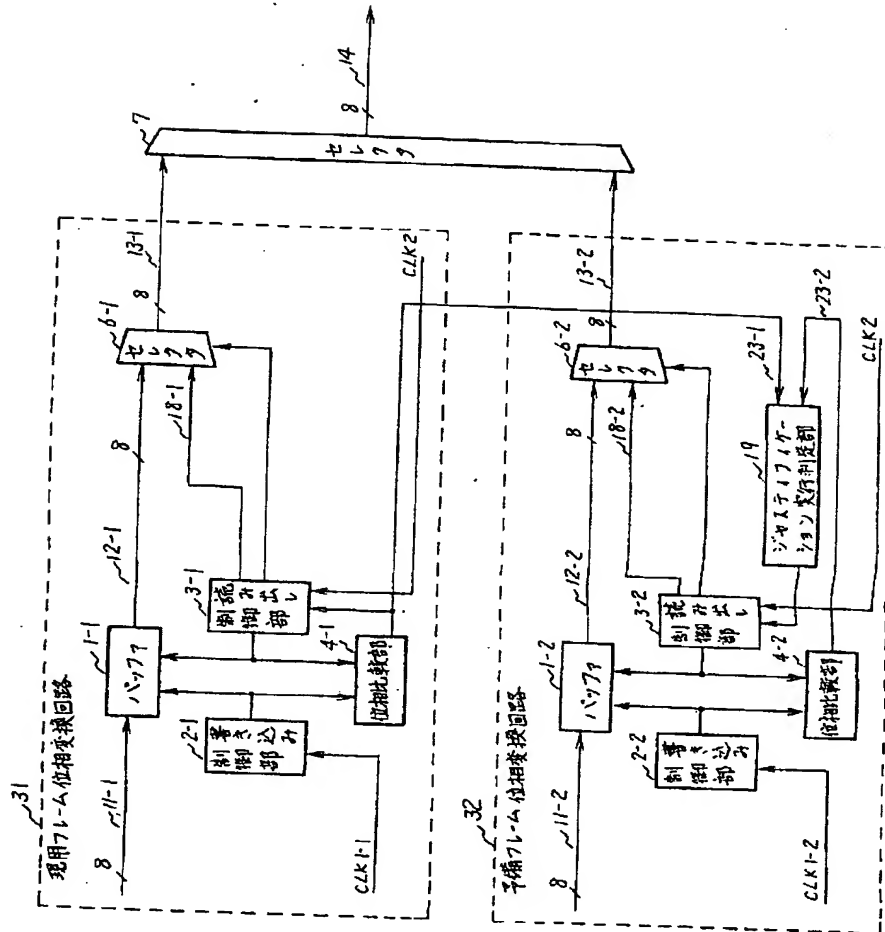 31
現用フレーム位相変換回路
8
11-1
1-1
バッファ
12-1
8
6-1
セレクタ
8
13-1
18-1
3-1
読み出し
制御部
2-1
書き込み
制御部
4-1
位相比較部
CLK1-1
CLK2
7
セレクタ
8
14
32
予備フレーム位相変換回路
8
11-2
1-2
バッファ
12-2
8
6-2
セレクタ
8
13-2
18-2
3-2
読み出し
制御部
2-2
書き込み
制御部
4-2
位相比較部
23-1
23-2
19
ジャスティフィケー
ション実行判定部
CLK1-2
CLK2